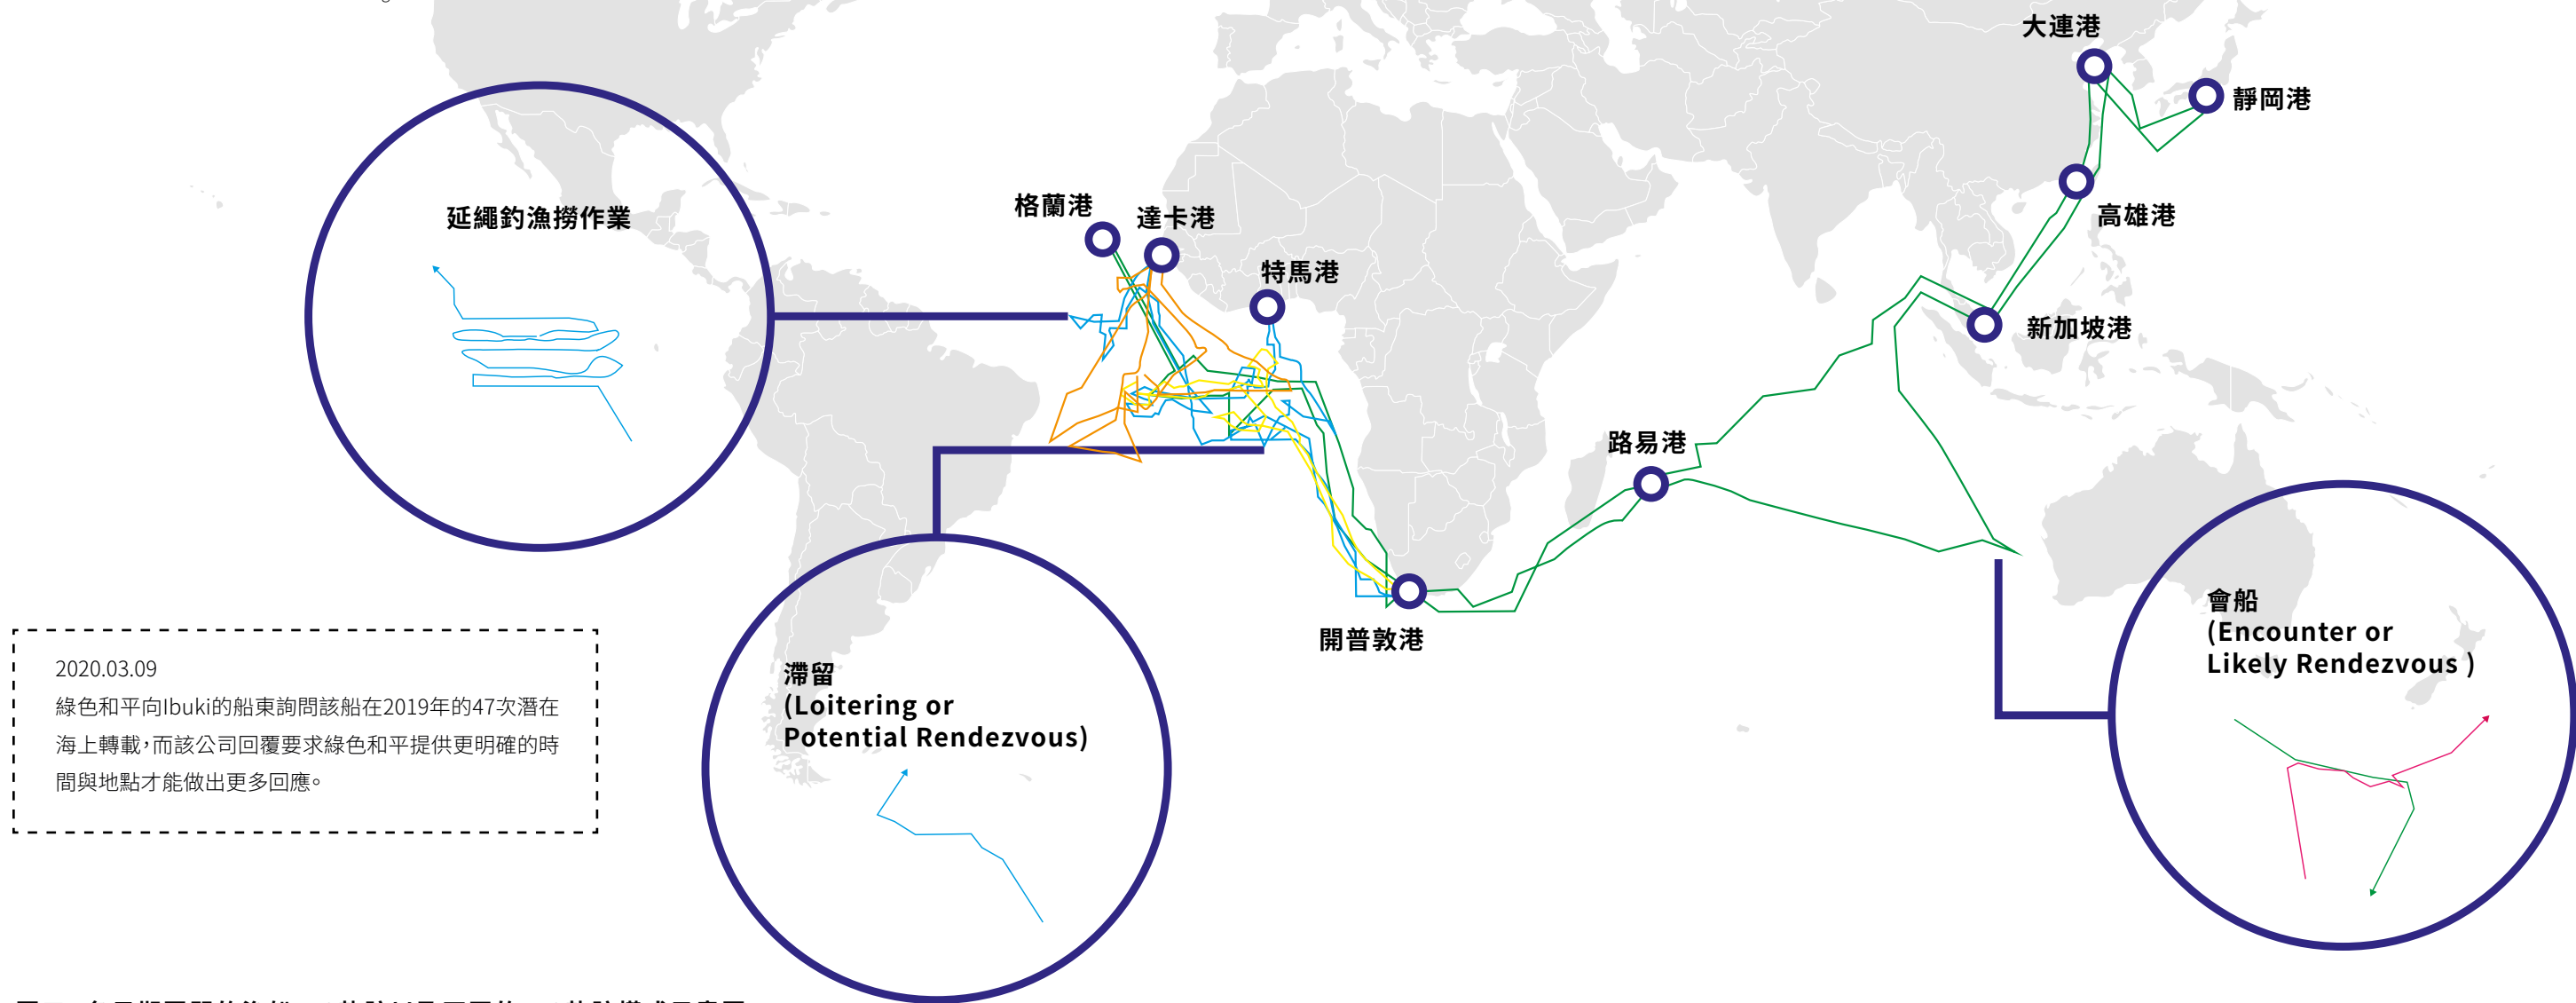 大連港
靜岡港
延繩釣漁撈作業
格蘭港
達卡港
高雄港
特馬港
新加坡港
路易港
開普敦港
會船
(Encounter or
Likely Rendezvous )
滯留
(Loitering or
Potential Rendezvous)
2020.03.09
綠色和平向Ibuki的船東詢問該船在2019年的47次潛在
海上轉載，而該公司回覆要求綠色和平提供更明確的時
間與地點才能做出更多回應。